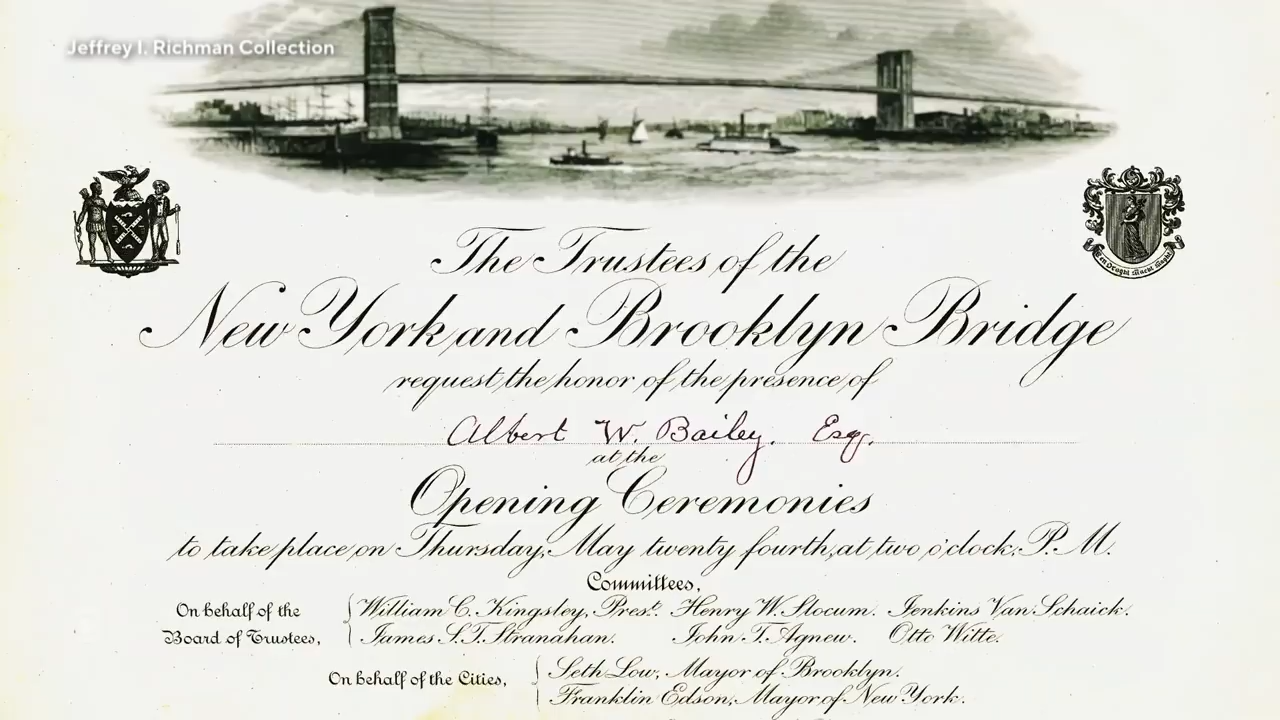 Jeffrey I. Richman Collection
The Trustees of the
New York and Brooklyn Bridge
request the honor of the presence of
Albert W. Bailey. Esq.
at the
Opening Ceremonies
to take place on Thursday, May twenty fourth, at two o'clock, P.M.
Committees,
On behalf of the Board of Trustees,
William C. Kingsley, Prest. Henry W. Slocum. Jenkins Van Schaick.
James S.T. Stranahan. John T. Agnew. Otto Witte.
On behalf of the Cities,
Seth Low, Mayor of Brooklyn.
Franklin Edson, Mayor of New York.